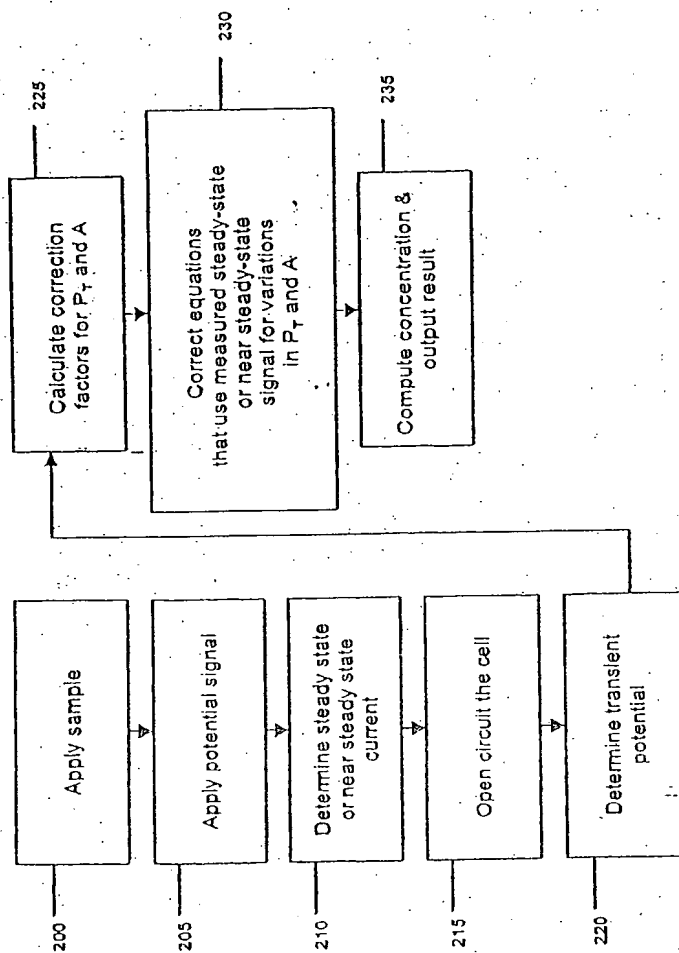 200
Apply sample
205
Apply potential signal
210
Determine steady state
or near steady state
current
215
Open circuit the cell
220
Determine transient
potential
225
Calculate correction
factors for P_T and A
230
Correct equations
that use measured steady-state
or near steady-state
signal for variations
in P_T and A
235
Compute concentration &
output result